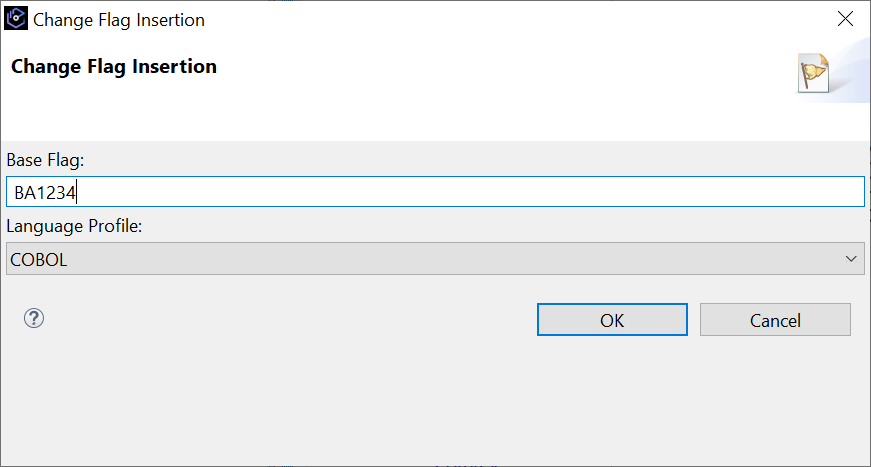 Change Flag Insertion
Change Flag Insertion
Base Flag:
BA1234
Language Profile:
COBOL
?
OK
Cancel